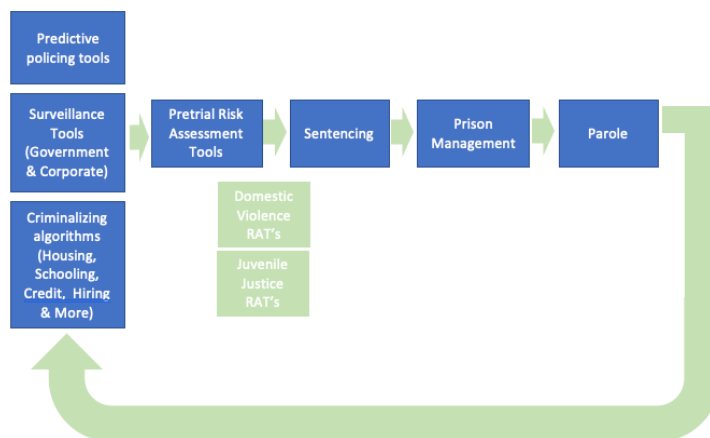 Predictive
policing tools
Surveillance
Tools
(Government
& Corporate)
Criminalizing
algorithms
(Housing,
Schooling,
Credit, Hiring
& More)
Pretrial Risk
Assessment
Tools
Sentencing
Prison
Management
Parole
Domestic
Violence
RAT's
Juvenile
Justice
RAT's